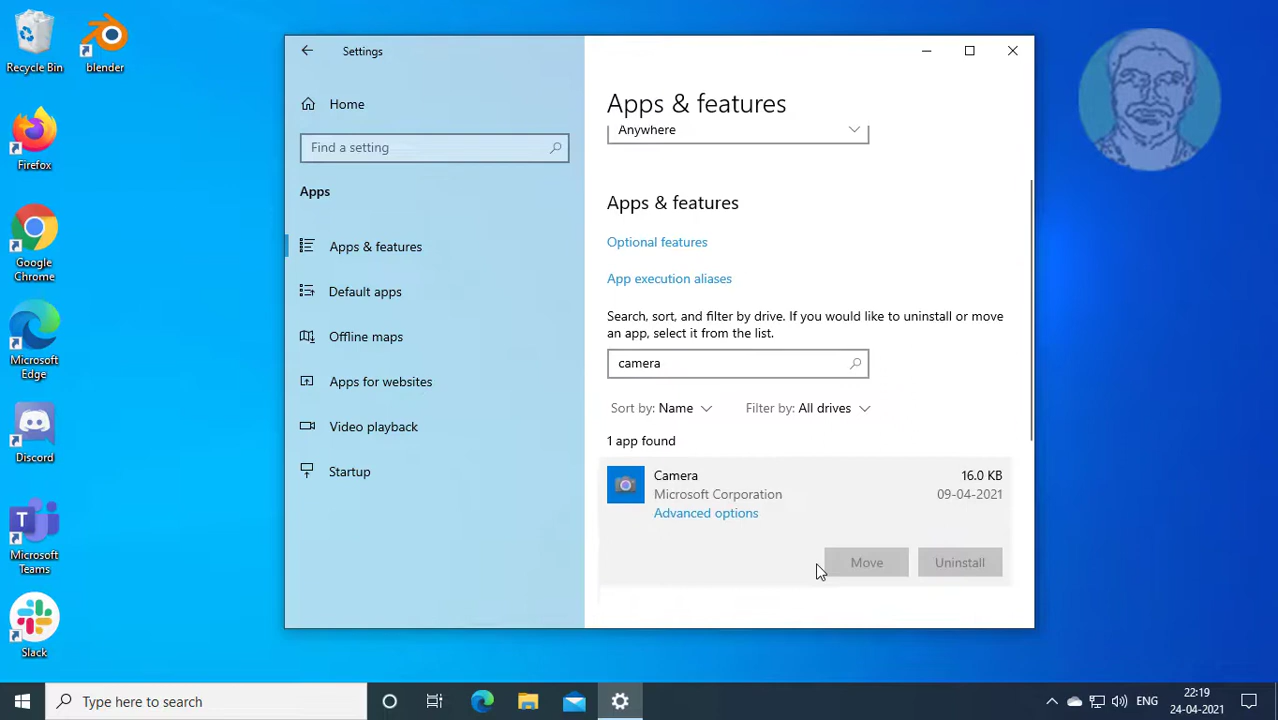 Recycle Bin
blender
Firefox
Google
Chrome
Microsoft
Edge
Discord
Microsoft
Teams
Slack
Settings
Home
Find a setting
Apps
Apps & features
Default apps
Offline maps
Apps for websites
Video playback
Startup
Apps & features
Anywhere
Apps & features
Optional features
App execution aliases
Search, sort, and filter by drive. If you would like to uninstall or move
an app, select it from the list.
camera
Sort by: Name
Filter by: All drives
1 app found
Camera
16.0 KB
Microsoft Corporation
09-04-2021
Advanced options
Move
Uninstall
Type here to search
ENG
22:19
24-04-2021